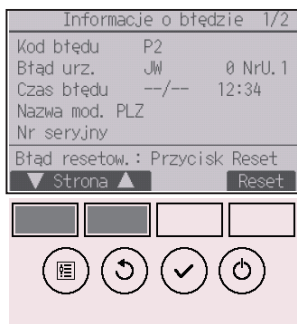 Informacje o błędzie 1/2
Kod błędu P2
Błąd urz. JW 0 NrU.1
Czas błędu --/-- 12:34
Nazwa mod. PLZ
Nr seryjny
Błąd resetow.: Przycisk Reset
▼ Strona ▲ Reset